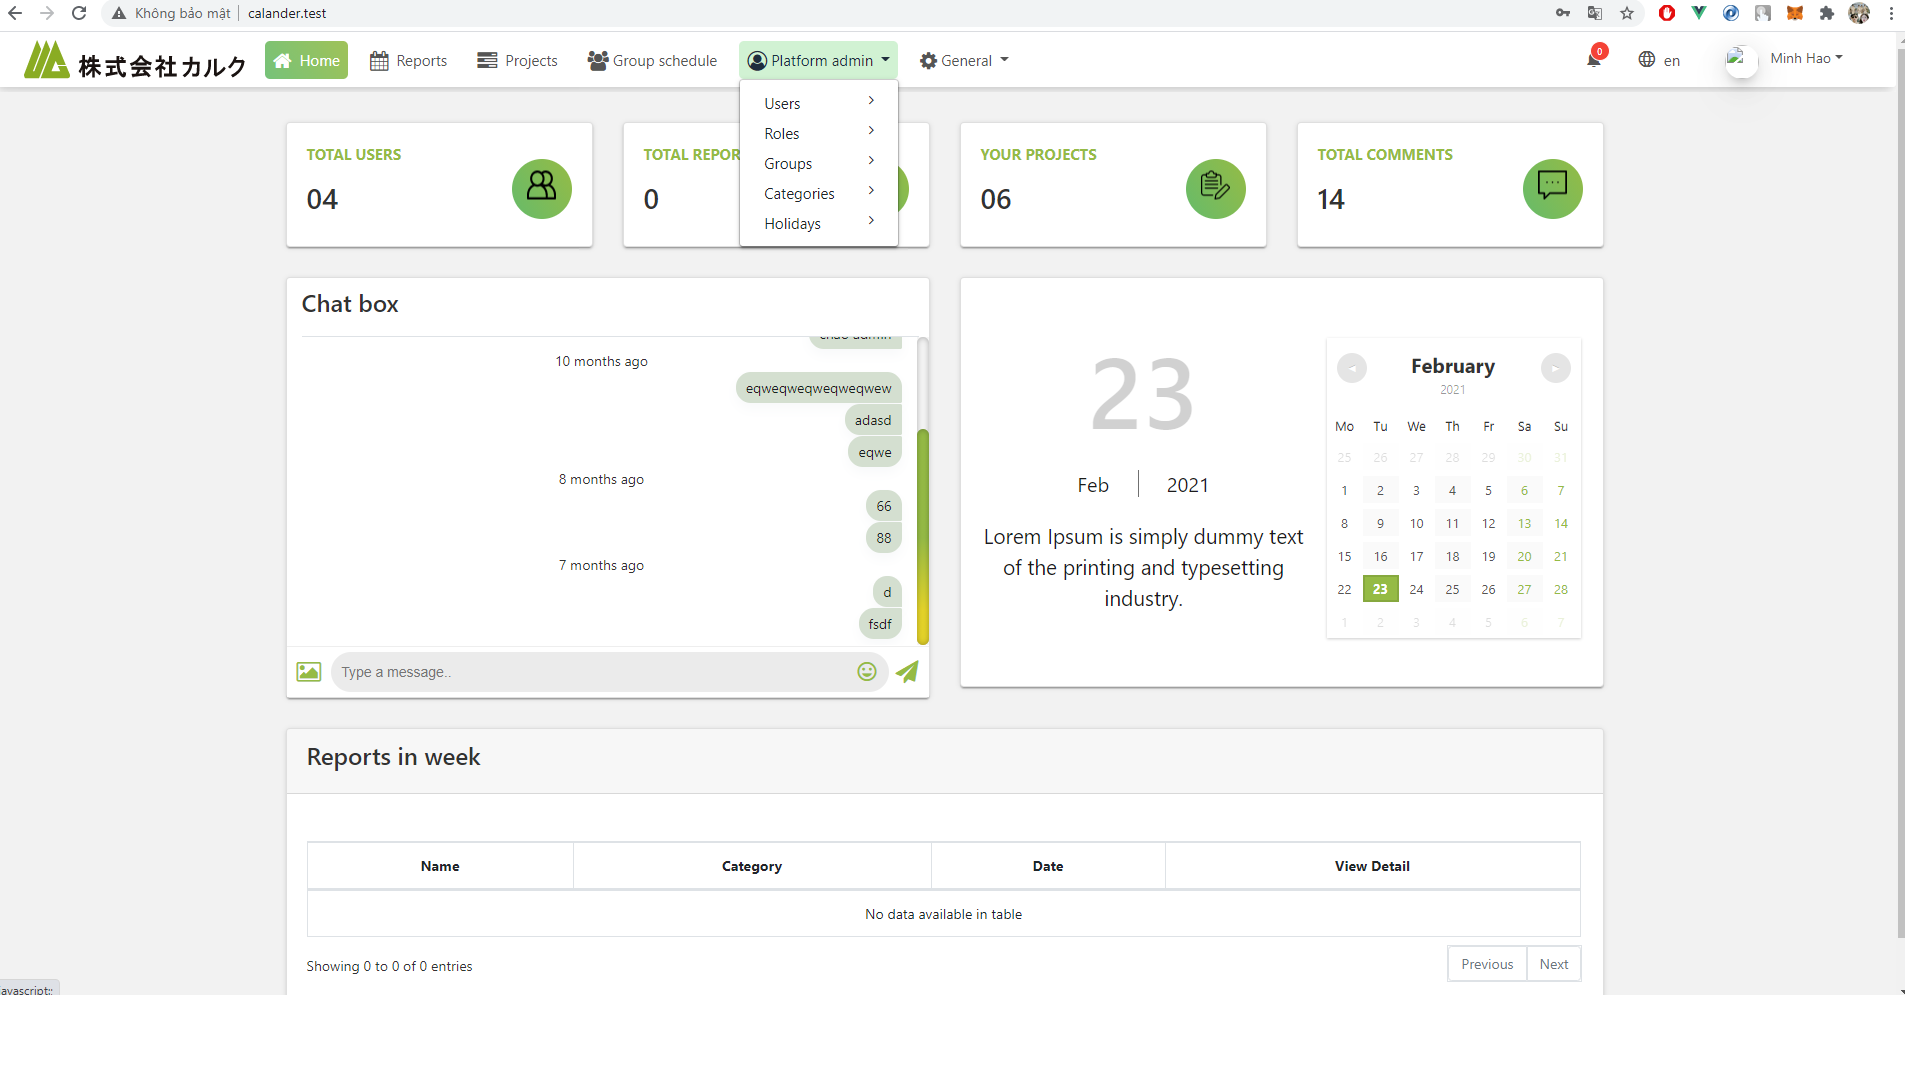 Không bảo mật calander.test
株式会社カルク Home Reports Projects Group schedule Platform admin General 0 en Minh Hao
Users
Roles
Groups
Categories
Holidays
TOTAL USERS
04
TOTAL REPOR
0
YOUR PROJECTS
06
TOTAL COMMENTS
14
Chat box
10 months ago
eqweqweqweqweqwew
adasd
eqwe
8 months ago
66
88
7 months ago
d
fsdf
Type a message..
23
Feb 2021
Lorem Ipsum is simply dummy text
of the printing and typesetting
industry.
February
2021
Mo Tu We Th Fr Sa Su
25 26 27 28 29 30 31
1 2 3 4 5 6 7
8 9 10 11 12 13 14
15 16 17 18 19 20 21
22 23 24 25 26 27 28
1 2 3 4 5 6 7
Reports in week
Name Category Date View Detail
No data available in table
Showing 0 to 0 of 0 entries
Previous Next